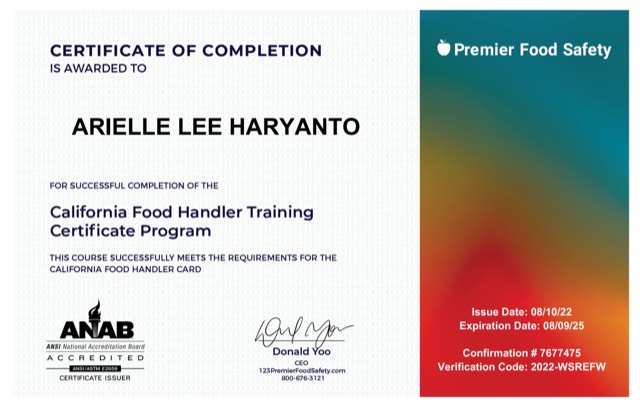 CERTIFICATE OF COMPLETION
IS AWARDED TO
ARIELLE LEE HARYANTO
FOR SUCCESSFUL COMPLETION OF THE
California Food Handler Training
Certificate Program
THIS COURSE SUCCESSFULLY MEETS THE REQUIREMENTS FOR THE
CALIFORNIA FOOD HANDLER CARD
ANAB
ANSI National Accreditation Board
ACCREDITED
ANSI/ASTM E2659
CERTIFICATE ISSUER
Donald Yoo
CEO
123PremierFoodSafety.com
800-676-3121
Premier Food Safety
Issue Date: 08/10/22
Expiration Date: 08/09/25
Confirmation # 7677475
Verification Code: 2022-WSREFW